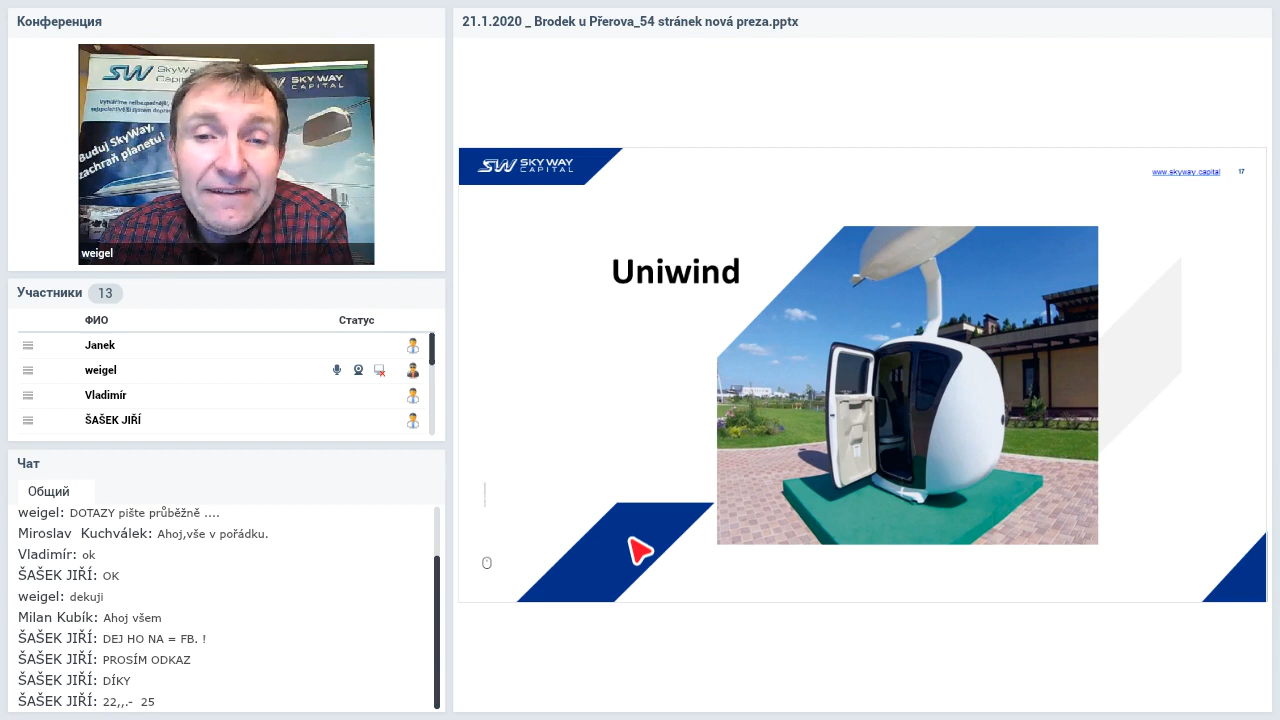 Конференция
SW SkyWay
Capital
SW SKY WAY
CAPITAL
Buduj SkyWay,
zachraň planetu!
weigel
Участники 13
ФИО Статус
Janek
weigel
Vladimír
ŠAŠEK JIŘÍ
Чат
Общий
weigel: DOTAZY pište průběžně ....
Miroslav Kuchválek: Ahoj,vše v pořádku.
Vladimír: ok
ŠAŠEK JIŘÍ: OK
weigel: dekuji
Milan Kubík: Ahoj všem
ŠAŠEK JIŘÍ: DEJ HO NA = FB. !
ŠAŠEK JIŘÍ: PROSÍM ODKAZ
ŠAŠEK JIŘÍ: DÍKY
ŠAŠEK JIŘÍ: 22,,.- 25
21.1.2020 _ Brodek u Přerova_54 stránek nová preza.pptx
SW SKY WAY
CAPITAL
www.skyway.capital 17
Uniwind